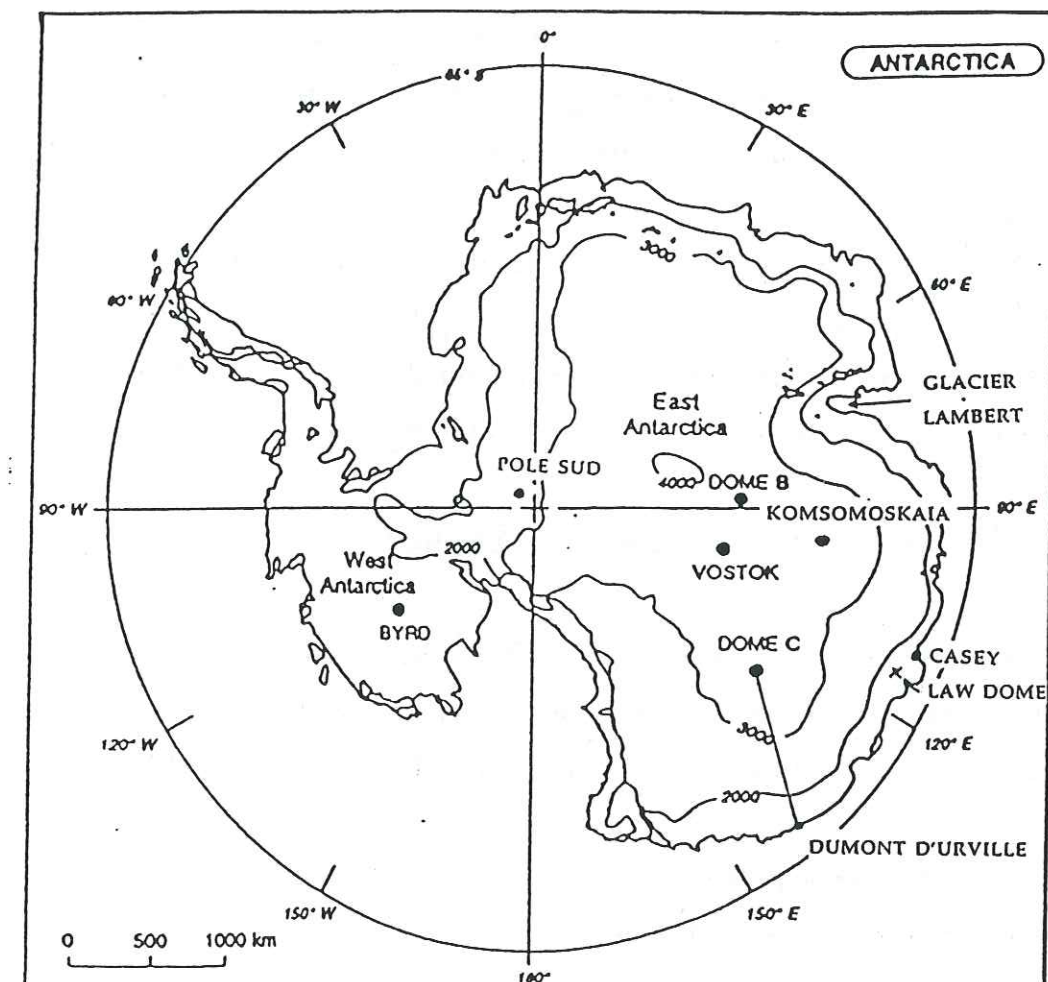 0°
ANTARCTICA
66° S
30° W
30° E
3000
60° W
60° E
GLACIER
LAMBERT
East
Antarctica
POLE SUD
4000
DOME B
90° W
KOMSOMOSKAIA
2000
West
Antarctica
VOSTOK
BYRD
DOME C
CASEY
LAW DOME
120° W
3000
120° E
2000
DUMONT D'URVILLE
150° W
150° E
0 500 1000 km
180°